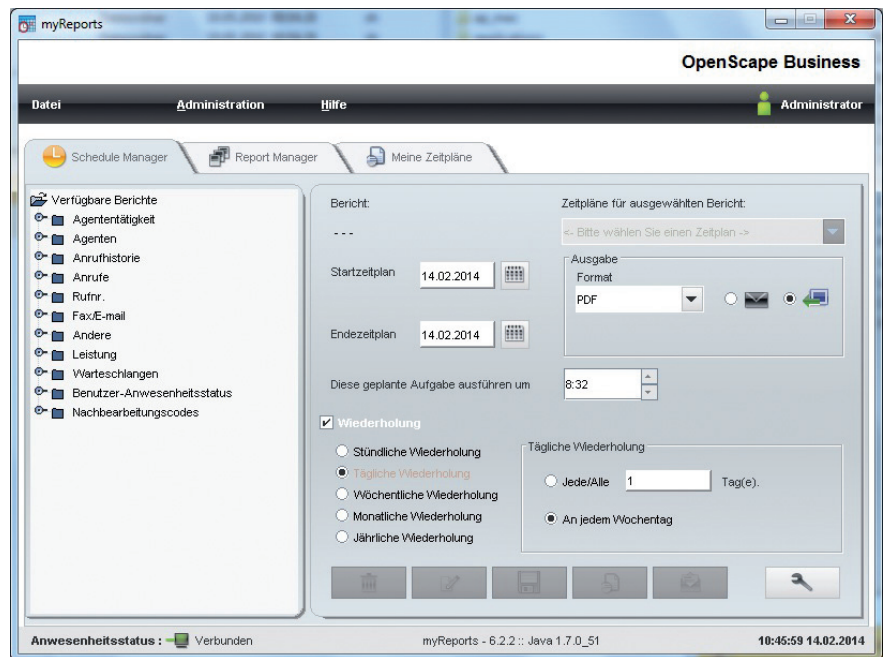 myReports
OpenScape Business
Datei Administration Hilfe Administrator
Schedule Manager Report Manager Meine Zeitpläne
Verfügbare Berichte
Agententätigkeit
Agenten
Anrufhistorie
Anrufe
Rufnr.
Fax/E-mail
Andere
Leistung
Warteschlangen
Benutzer-Anwesenheitsstatus
Nachbearbeitungscodes
Bericht: Zeitpläne für ausgewählten Bericht:
--- <- Bitte wählen Sie einen Zeitplan ->
Startzeitplan 14.02.2014
Ausgabe
Format
PDF
Endezeitplan 14.02.2014
Diese geplante Aufgabe ausführen um 8:32
Wiederholung
Stündliche Wiederholung
Tägliche Wiederholung
Wöchentliche Wiederholung
Monatliche Wiederholung
Jährliche Wiederholung
Tägliche Wiederholung
Jede/Alle 1 Tag(e).
An jedem Wochentag
Anwesenheitsstatus : Verbunden myReports - 6.2.2 :: Java 1.7.0_51 10:45:59 14.02.2014